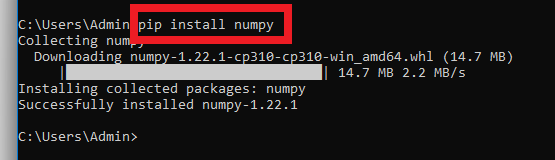 C:\Users\Admin>pip install numpy
Collecting numpy
Downloading numpy-1.22.1-cp310-cp310-win_amd64.whl (14.7 MB)
|████████████████████████████████| 14.7 MB 2.2 MB/s
Installing collected packages: numpy
Successfully installed numpy-1.22.1
C:\Users\Admin>